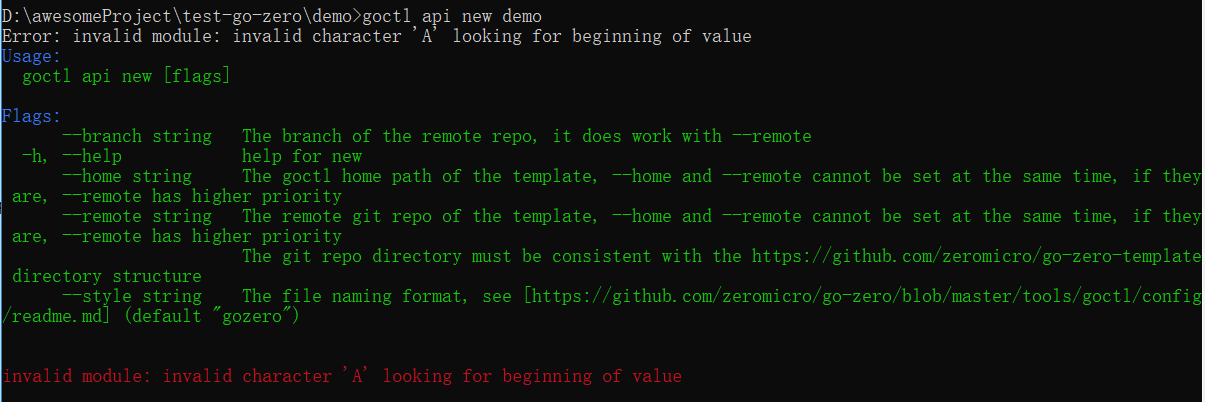 D:\awesomeProject\test-go-zero\demo>goctl api new demo
Error: invalid module: invalid character 'A' looking for beginning of value
Usage:
  goctl api new [flags]
Flags:
      --branch string   The branch of the remote repo, it does work with --remote
  -h, --help            help for new
      --home string     The goctl home path of the template, --home and --remote cannot be set at the same time, if they
 are, --remote has higher priority
      --remote string   The remote git repo of the template, --home and --remote cannot be set at the same time, if they
 are, --remote has higher priority
                        The git repo directory must be consistent with the https://github.com/zeromicro/go-zero-template
 directory structure
      --style string    The file naming format, see [https://github.com/zeromicro/go-zero/blob/master/tools/goctl/config
/readme.md] (default "gozero")
invalid module: invalid character 'A' looking for beginning of value